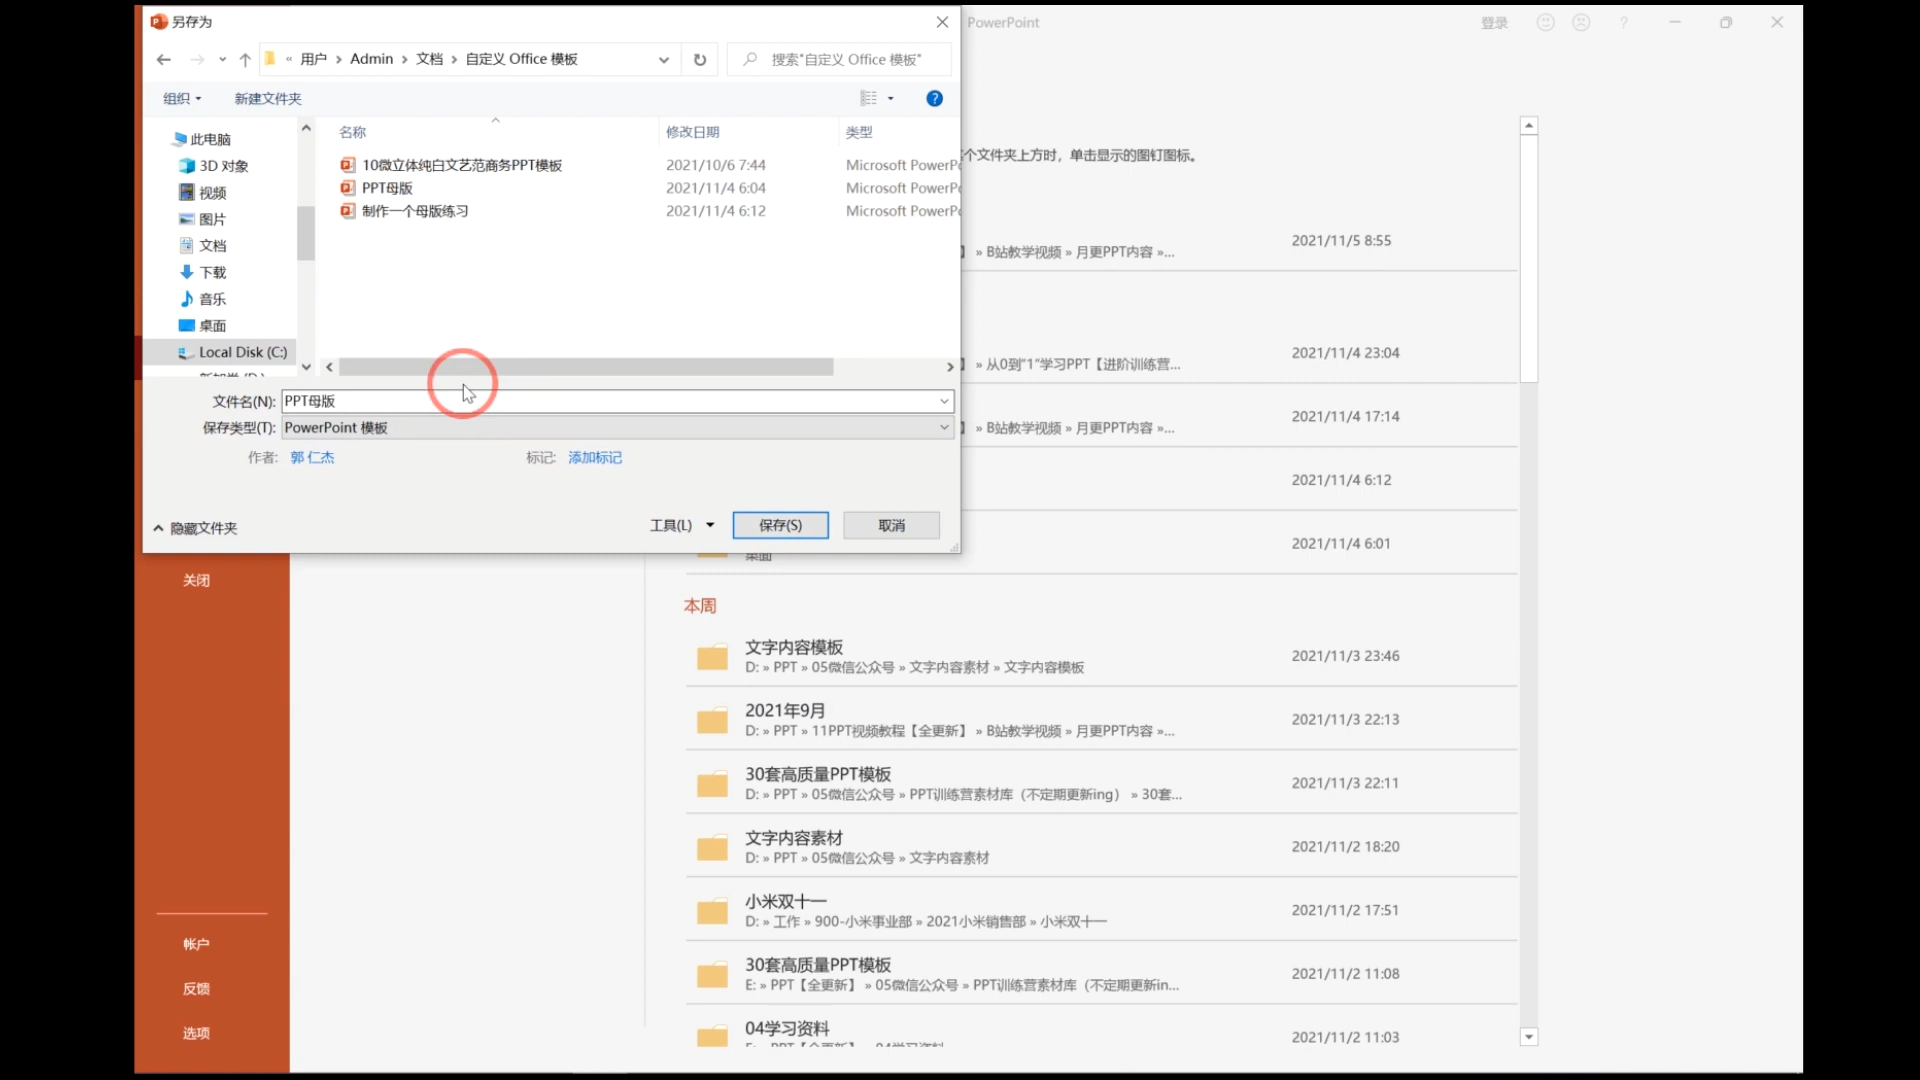 另存为
PowerPoint
登录
« 用户 › Admin › 文档 › 自定义 Office 模板
搜索"自定义 Office 模板"
组织
新建文件夹
此电脑
3D 对象
视频
图片
文档
下载
音乐
桌面
Local Disk (C:)
名称 修改日期 类型
10微立体纯白文艺范商务PPT模板 2021/10/6 7:44 Microsoft PowerP
PPT母版 2021/11/4 6:04 Microsoft PowerP
制作一个母版练习 2021/11/4 6:12 Microsoft PowerP
文件名(N): PPT母版
保存类型(T): PowerPoint 模板
作者: 郭 仁杰 标记: 添加标记
隐藏文件夹
工具(L) 保存(S) 取消
个文件夹上方时，单击显示的图钉图标。
2021/11/5 8:55
】 » B站教学视频 » 月更PPT内容 »...
2021/11/4 23:04
】 » 从0到"1"学习PPT【进阶训练营...
2021/11/4 17:14
】 » B站教学视频 » 月更PPT内容 »...
2021/11/4 6:12
2021/11/4 6:01
桌面
关闭
本周
文字内容模板
D: » PPT » 05微信公众号 » 文字内容素材 » 文字内容模板
2021/11/3 23:46
2021年9月
D: » PPT » 11PPT视频教程【全更新】 » B站教学视频 » 月更PPT内容 »...
2021/11/3 22:13
30套高质量PPT模板
D: » PPT » 05微信公众号 » PPT训练营素材库（不定期更新ing） » 30套...
2021/11/3 22:11
文字内容素材
D: » PPT » 05微信公众号 » 文字内容素材
2021/11/2 18:20
小米双十一
D: » 工作 » 900-小米事业部 » 2021小米销售部 » 小米双十一
2021/11/2 17:51
30套高质量PPT模板
E: » PPT【全更新】 » 05微信公众号 » PPT训练营素材库（不定期更新in...
2021/11/2 11:08
04学习资料
2021/11/2 11:03
帐户
反馈
选项